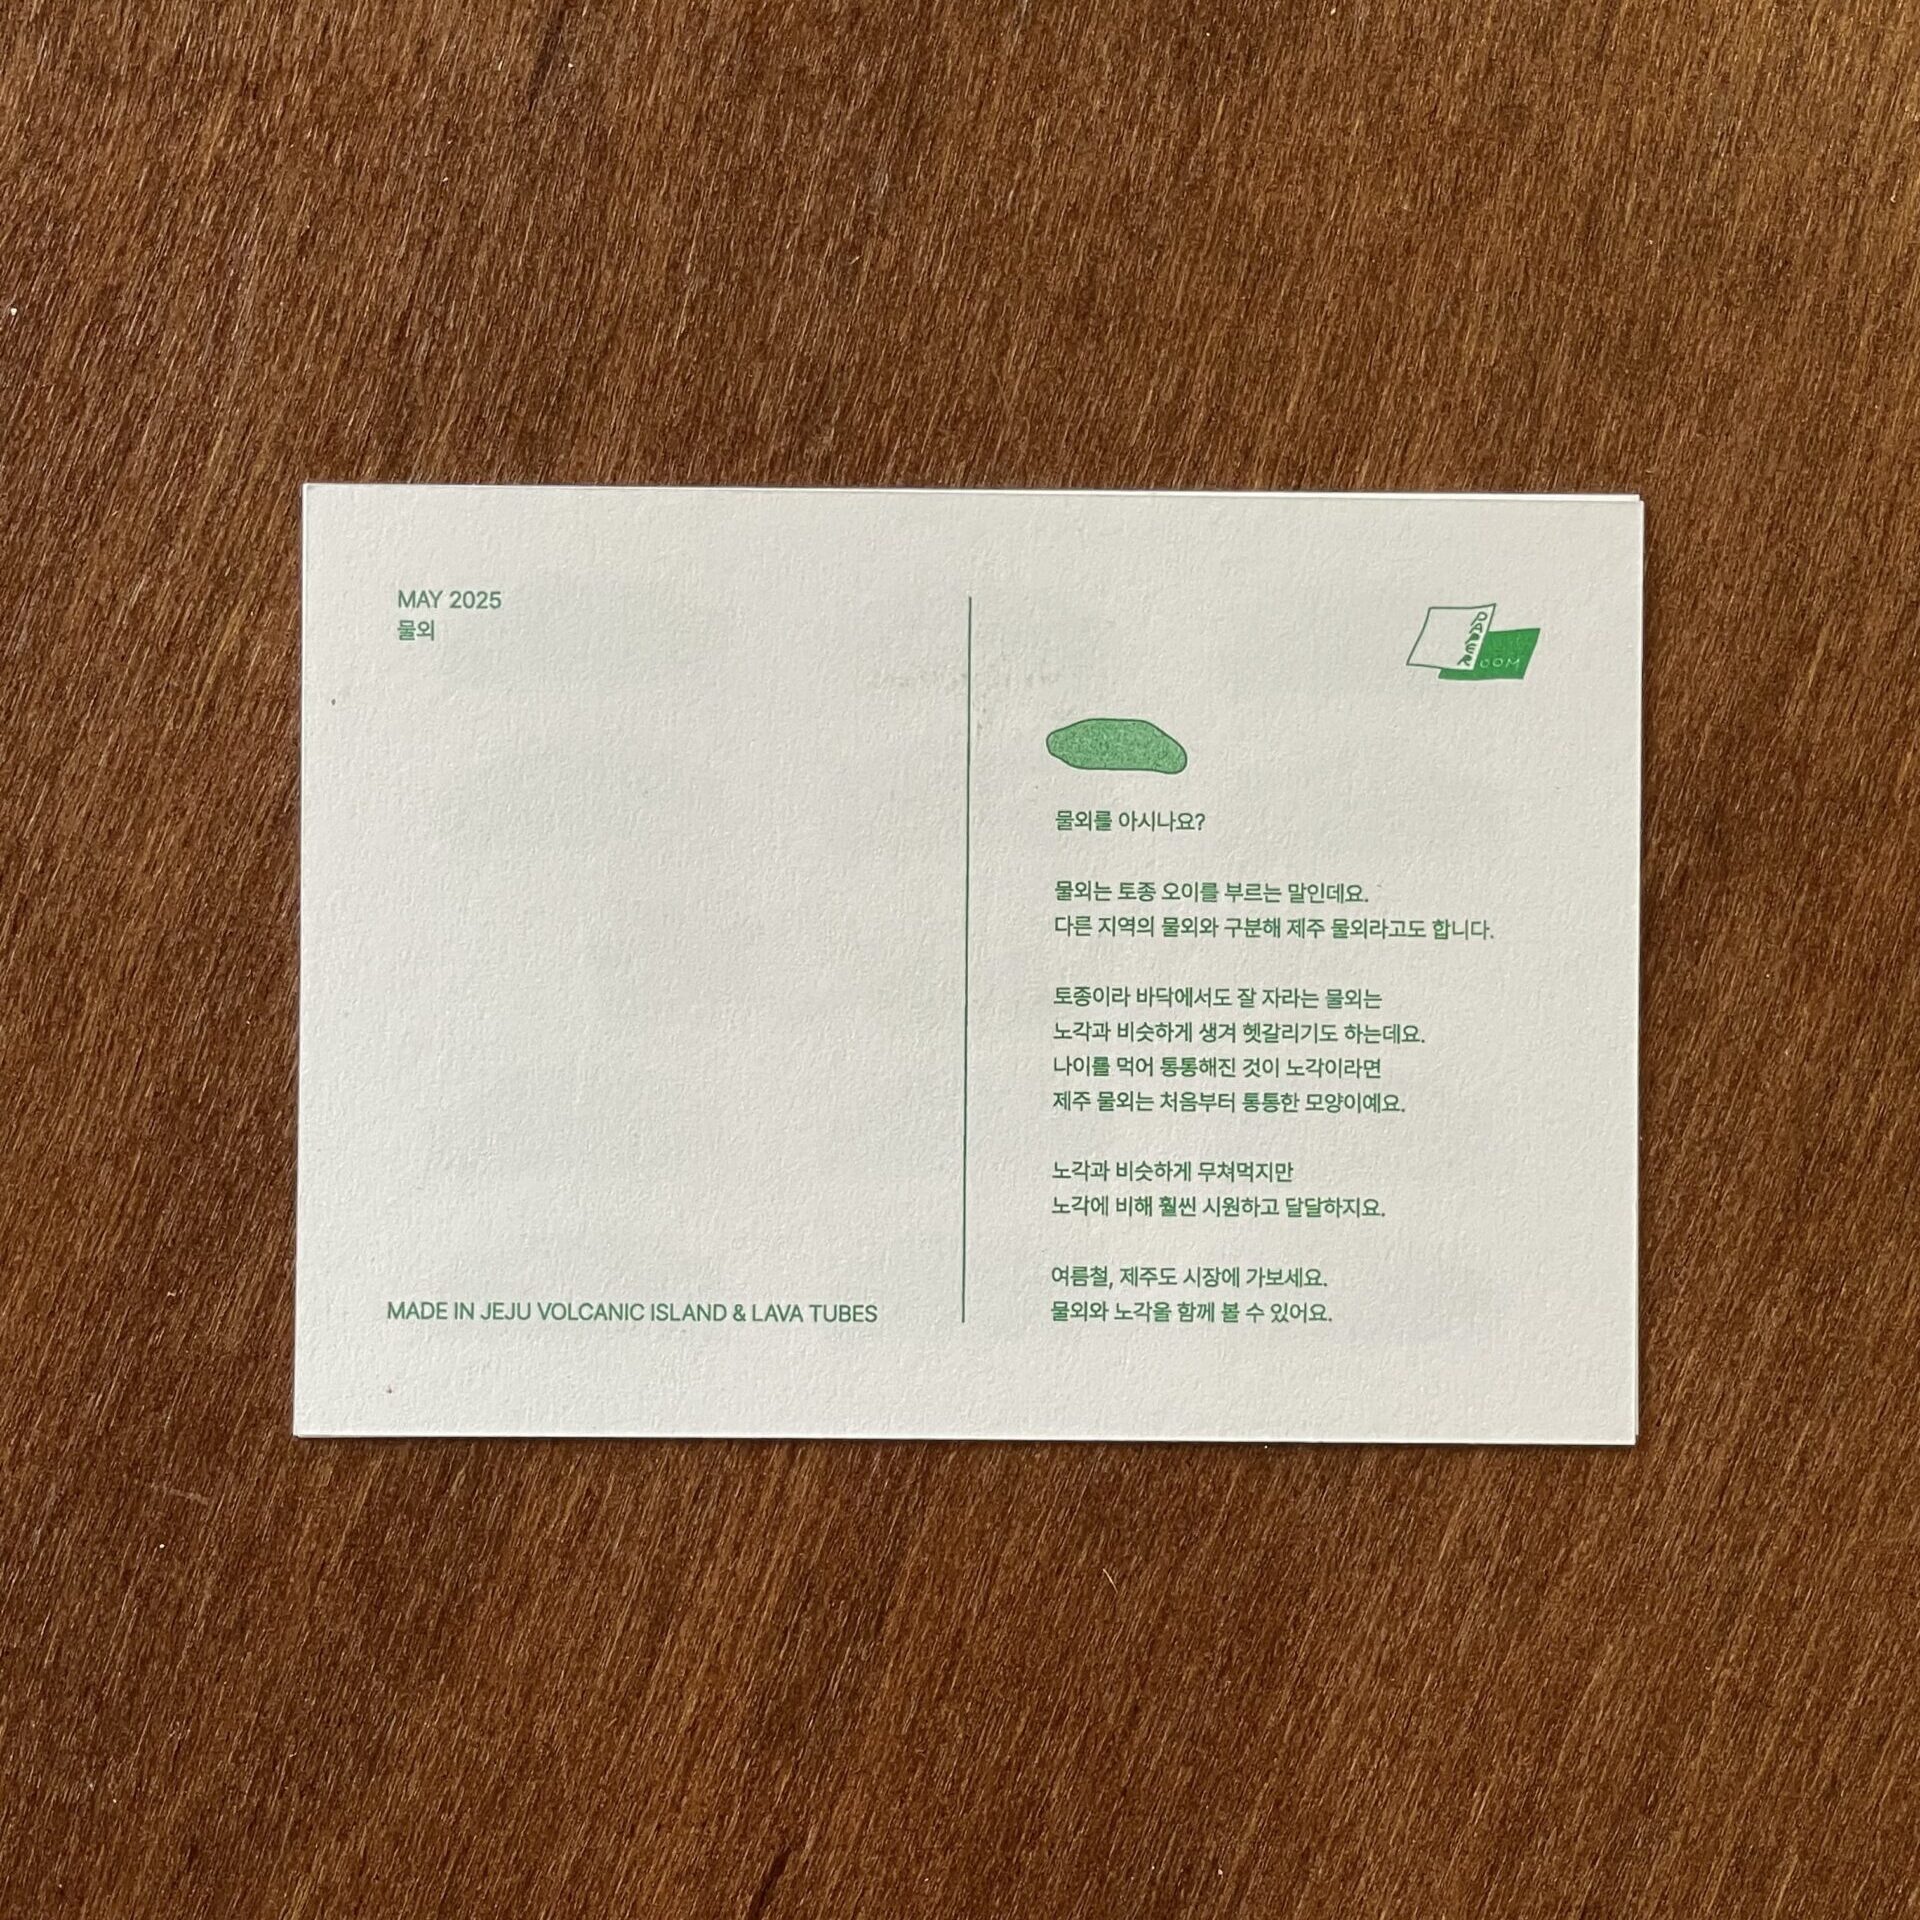 MAY 2025
물외
MADE IN JEJU VOLCANIC ISLAND & LAVA TUBES
PAPER
OOM
물외를 아시나요?
물외는 토종 오이를 부르는 말인데요.
다른 지역의 물외와 구분해 제주 물외라고도 합니다.
토종이라 바닥에서도 잘 자라는 물외는
노각과 비슷하게 생겨 헷갈리기도 하는데요.
나이를 먹어 통통해진 것이 노각이라면
제주 물외는 처음부터 통통한 모양이예요.
노각과 비슷하게 무쳐먹지만
노각에 비해 훨씬 시원하고 달달하지요.
여름철, 제주도 시장에 가보세요.
물외와 노각을 함께 볼 수 있어요.